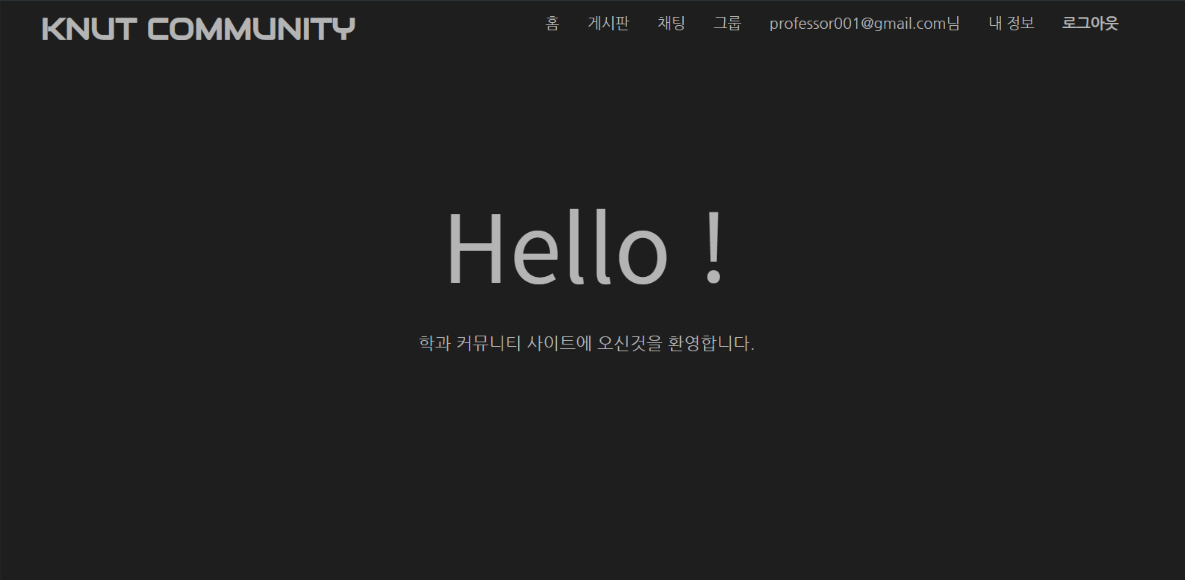 KNUT COMMUNITY 홈 게시판 채팅 그룹 professor001@gmail.com님 내 정보 로그아웃
Hello !
학과 커뮤니티 사이트에 오신것을 환영합니다.